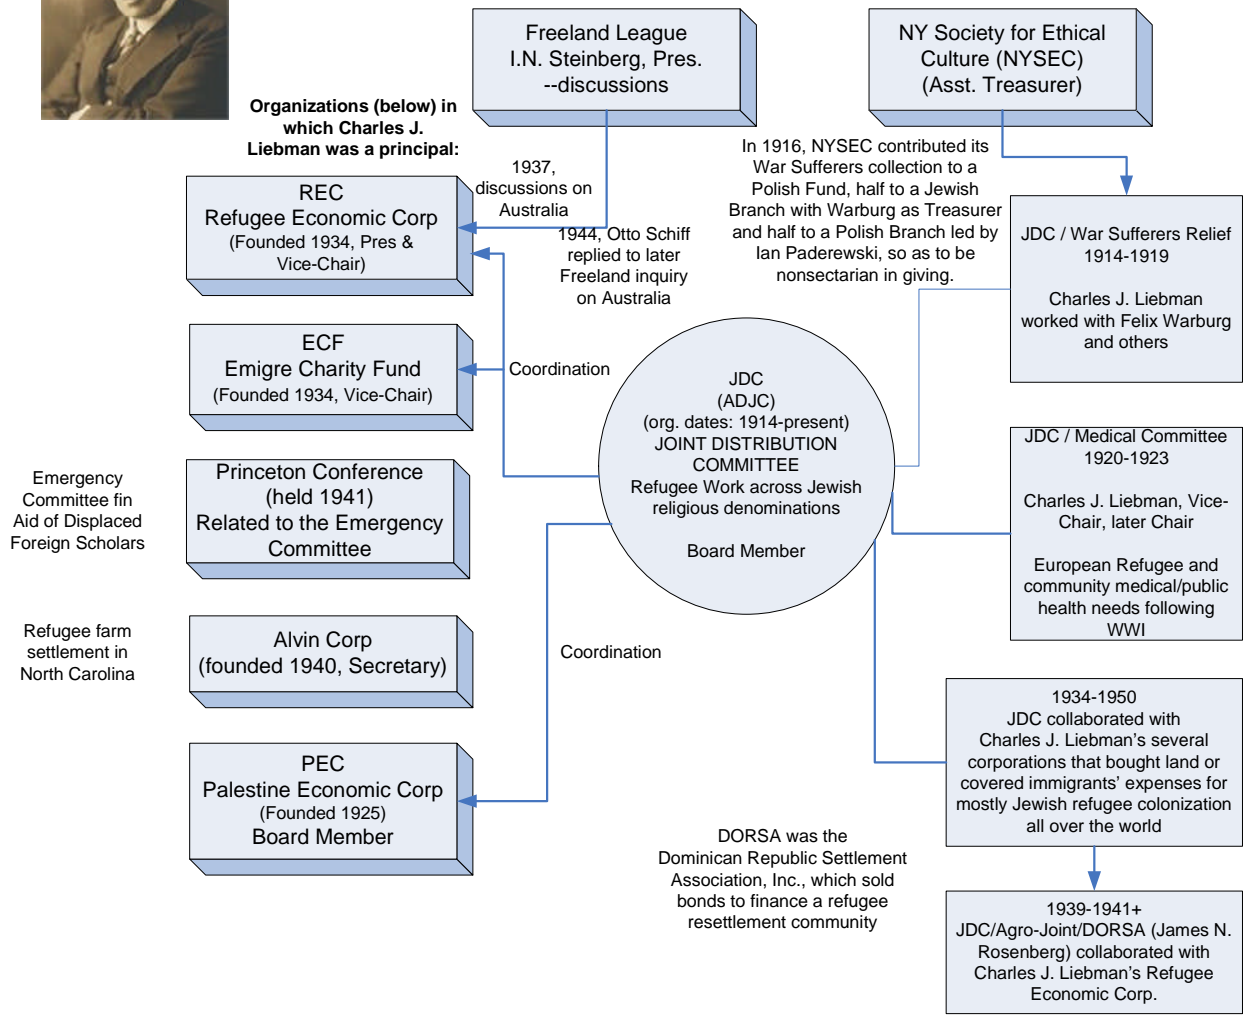 Freeland League
I.N. Steinberg, Pres.
--discussions
NY Society for Ethical
Culture (NYSEC)
(Asst. Treasurer)
Organizations (below) in
which Charles J.
Liebman was a principal:
1937,
discussions on
Australia
In 1916, NYSEC contributed its
War Sufferers collection to a
Polish Fund, half to a Jewish
Branch with Warburg as Treasurer
and half to a Polish Branch led by
Ian Paderewski, so as to be
nonsectarian in giving.
REC
Refugee Economic Corp
(Founded 1934, Pres &
Vice-Chair)
1944, Otto Schiff
replied to later
Freeland inquiry
on Australia
JDC / War Sufferers Relief
1914-1919
Charles J. Liebman
worked with Felix Warburg
and others
ECF
Emigre Charity Fund
(Founded 1934, Vice-Chair)
Coordination
JDC
(ADJC)
(org. dates: 1914-present)
JOINT DISTRIBUTION
COMMITTEE
Refugee Work across Jewish
religious denominations
Board Member
JDC / Medical Committee
1920-1923
Charles J. Liebman, Vice-
Chair, later Chair
European Refugee and
community medical/public
health needs following
WWI
Emergency
Committee fin
Aid of Displaced
Foreign Scholars
Princeton Conference
(held 1941)
Related to the Emergency
Committee
Refugee farm
settlement in
North Carolina
Alvin Corp
(founded 1940, Secretary)
Coordination
PEC
Palestine Economic Corp
(Founded 1925)
Board Member
1934-1950
JDC collaborated with
Charles J. Liebman’s several
corporations that bought land or
covered immigrants’ expenses for
mostly Jewish refugee colonization
all over the world
DORSA was the
Dominican Republic Settlement
Association, Inc., which sold
bonds to finance a refugee
resettlement community
1939-1941+
JDC/Agro-Joint/DORSA (James N.
Rosenberg) collaborated with
Charles J. Liebman’s Refugee
Economic Corp.